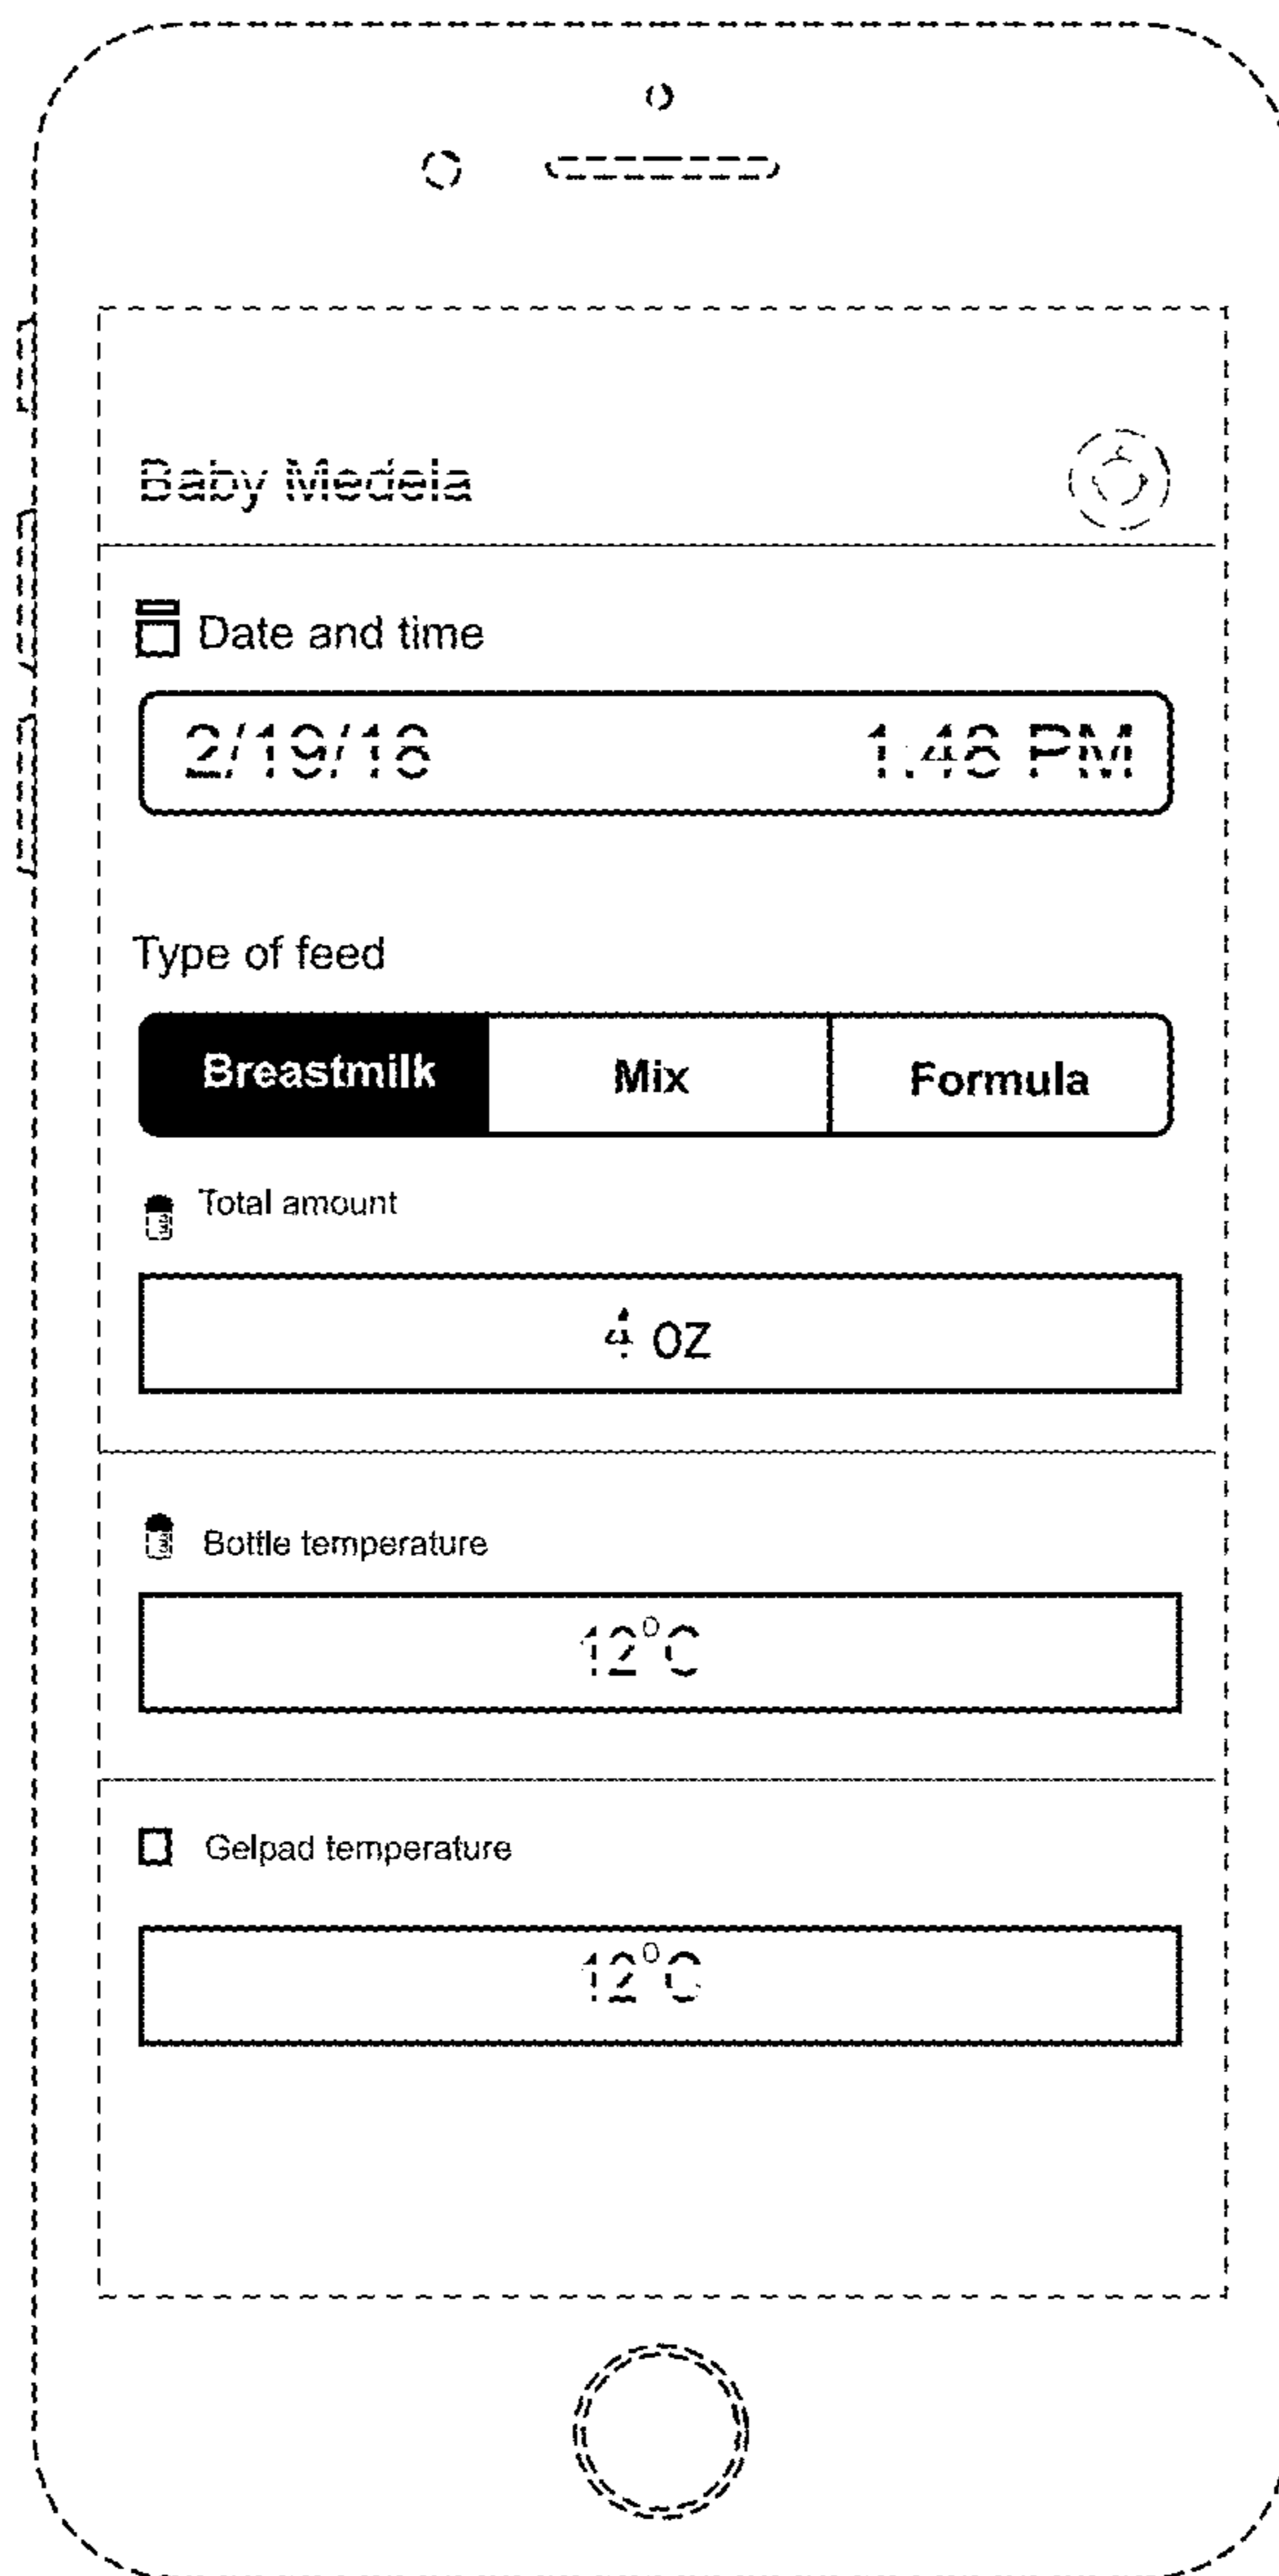 Baby Medela
Date and time
2/19/18 1:48 PM
Type of feed
Breastmilk Mix Formula
Total amount
4 oz
Bottle temperature
12°C
Gelpad temperature
12°C